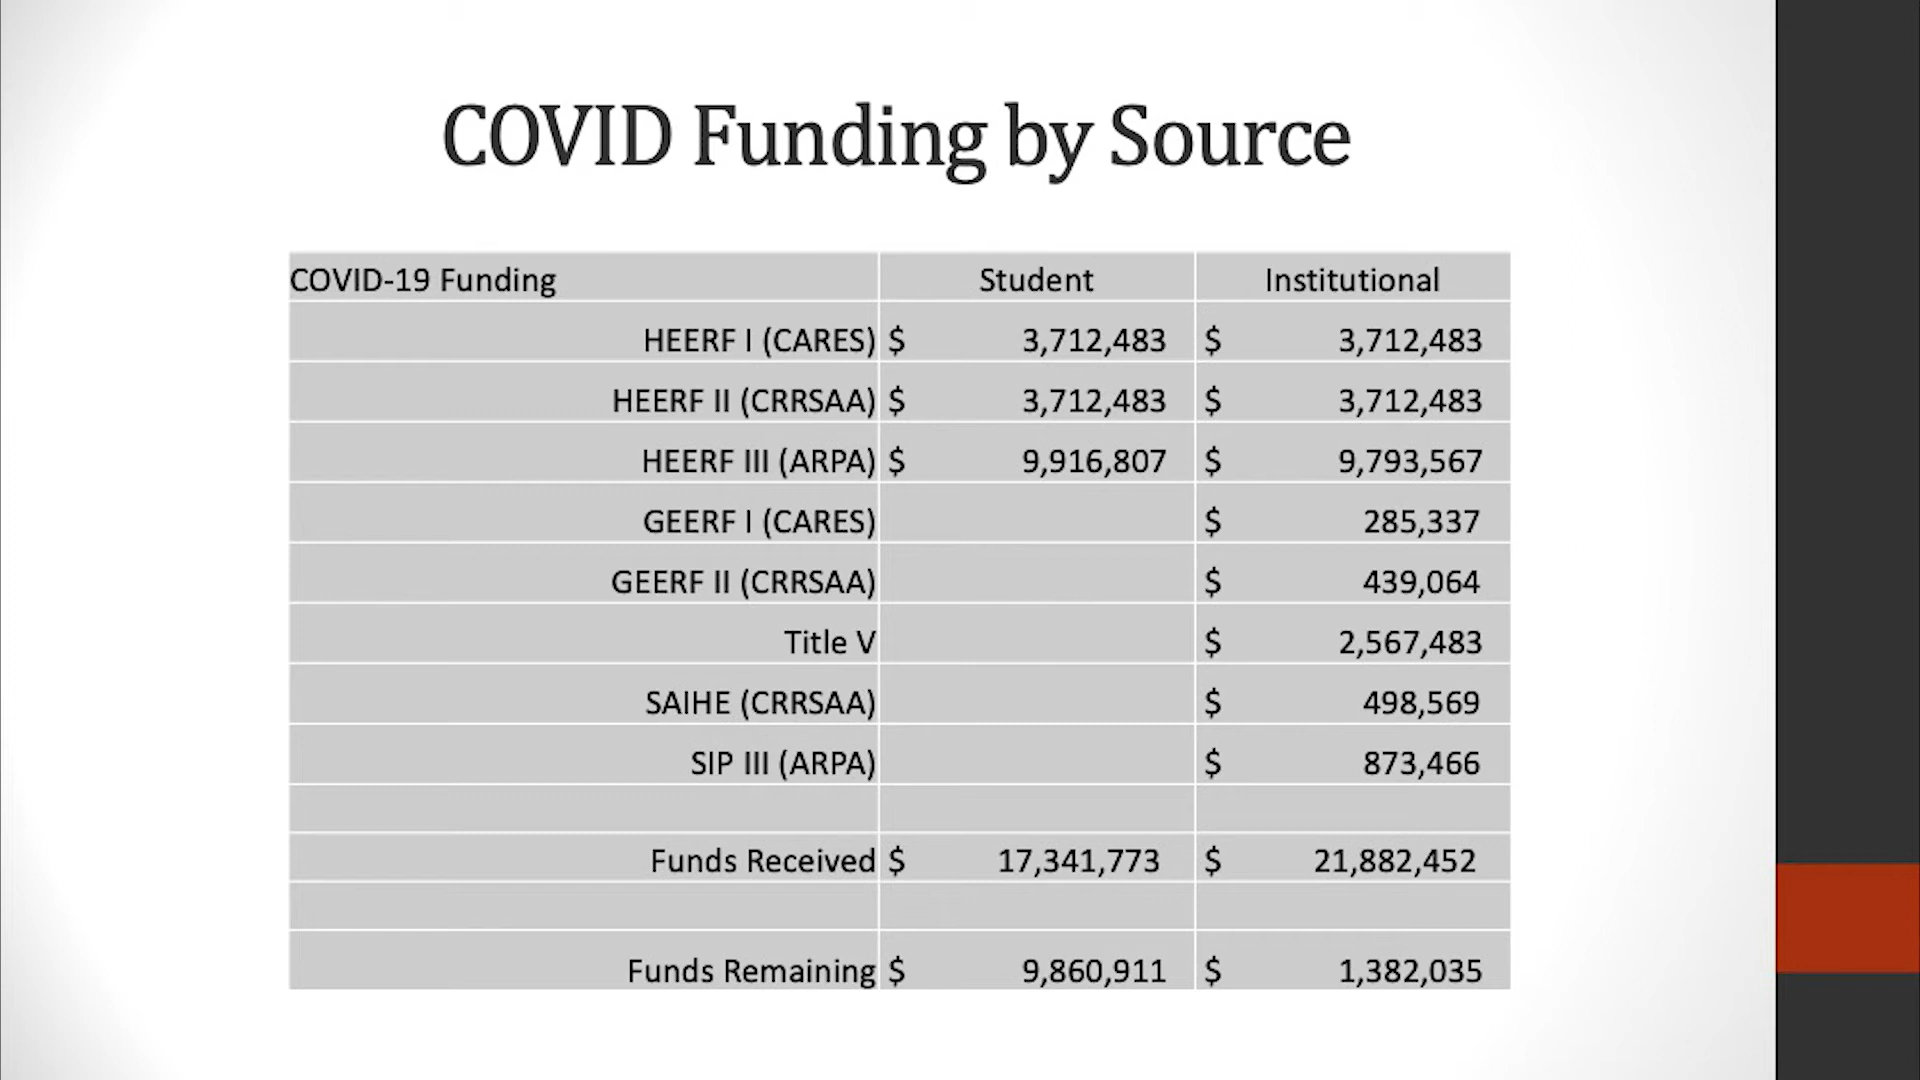 COVID Funding by Source
COVID-19 Funding Student Institutional
HEERF I (CARES) $ 3,712,483 $ 3,712,483
HEERF II (CRRSAA) $ 3,712,483 $ 3,712,483
HEERF III (ARPA) $ 9,916,807 $ 9,793,567
GEERF I (CARES) $ 285,337
GEERF II (CRRSAA) $ 439,064
Title V $ 2,567,483
SAIHE (CRRSAA) $ 498,569
SIP III (ARPA) $ 873,466
Funds Received $ 17,341,773 $ 21,882,452
Funds Remaining $ 9,860,911 $ 1,382,035